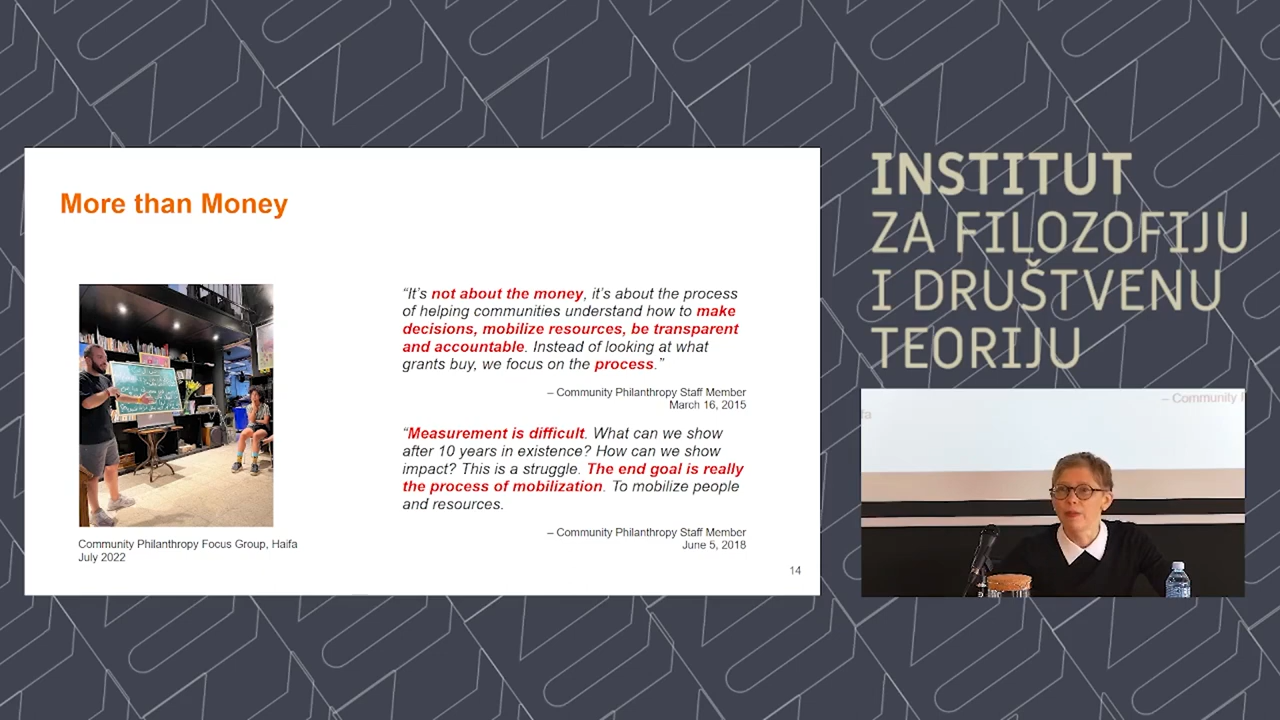 More than Money
“It’s not about the money, it’s about the process
of helping communities understand how to make
decisions, mobilize resources, be transparent
and accountable. Instead of looking at what
grants buy, we focus on the process.”
– Community Philanthropy Staff Member
March 16, 2015
“Measurement is difficult. What can we show
after 10 years in existence? How can we show
impact? This is a struggle. The end goal is really
the process of mobilization. To mobilize people
and resources.
– Community Philanthropy Staff Member
June 5, 2018
Community Philanthropy Focus Group, Haifa
July 2022
14
INSTITUT
ZA FILOZOFIJU
I DRUŠTVENU
TEORIJU
– Community
fa